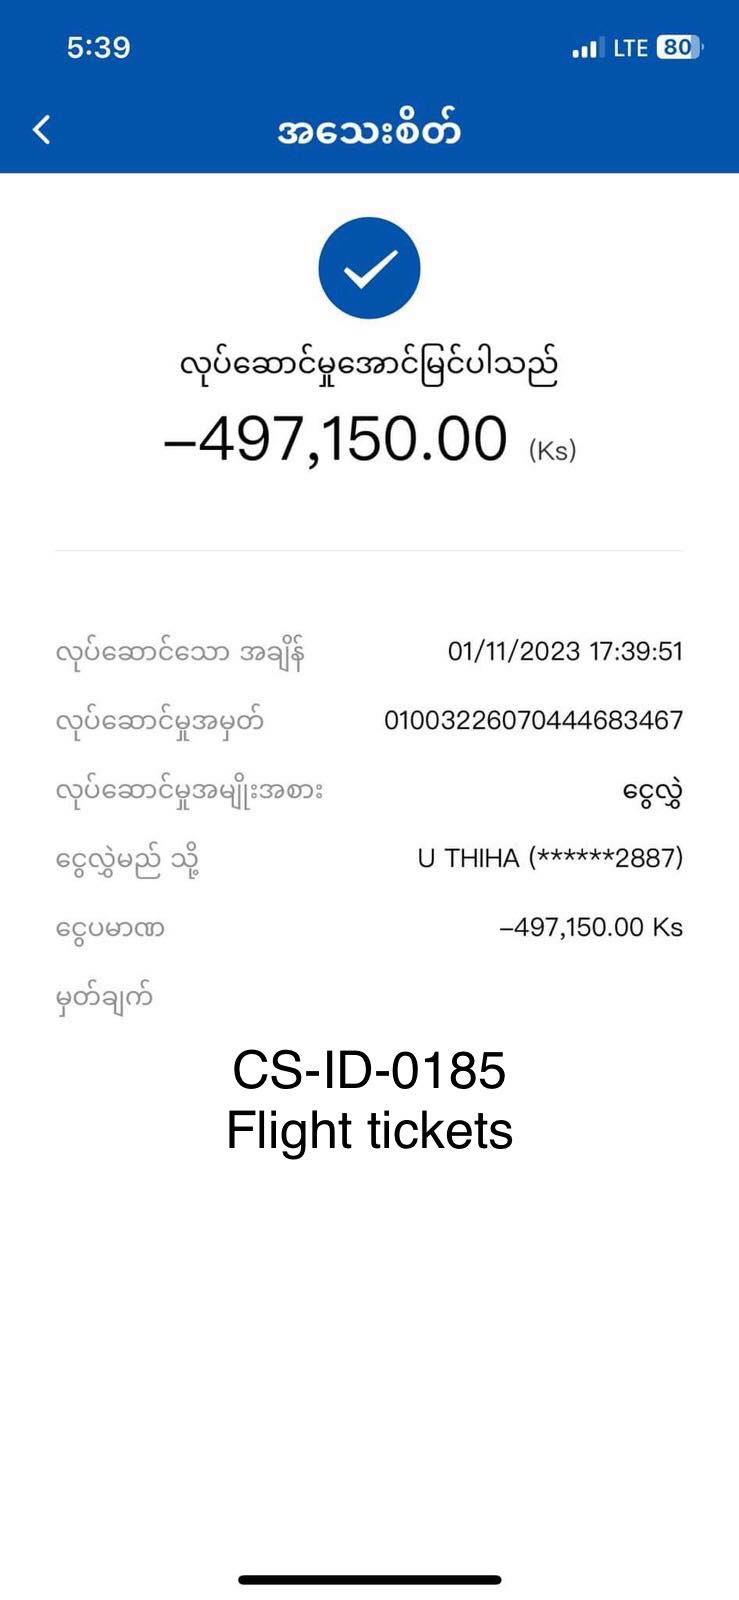 5:39
LTE 80
အသေးစိတ်
လုပ်ဆောင်မှုအောင်မြင်ပါသည်
–497,150.00 (Ks)
လုပ်ဆောင်သော အချိန် 01/11/2023 17:39:51
လုပ်ဆောင်မှုအမှတ် 01003226070444683467
လုပ်ဆောင်မှုအမျိုးအစား ငွေလွှဲ
ငွေလွှဲမည် သို့ U THIHA (******2887)
ငွေပမာဏ –497,150.00 Ks
မှတ်ချက်
CS-ID-0185
Flight tickets